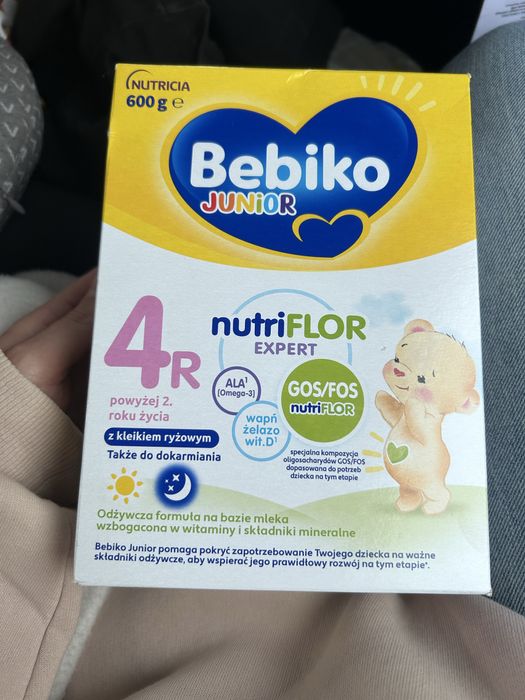 NUTRICIA
600 g e
Bebiko
JUNIOR
4R
powyżej 2.
roku życia
z kleikiem ryżowym
Także do dokarmiania
nutriFLOR
EXPERT
ALA¹
(Omega-3)
wapń
żelazo
wit.D¹
GOS/FOS
nutriFLOR
specjalna kompozycja
oligosacharydów GOS/FOS
dopasowana do potrzeb
dziecka na tym etapie
Odżywcza formuła na bazie mleka
wzbogacona w witaminy i składniki mineralne
Bebiko Junior pomaga pokryć zapotrzebowanie Twojego dziecka na ważne
składniki odżywcze, aby wspierać jego prawidłowy rozwój na tym etapie*.